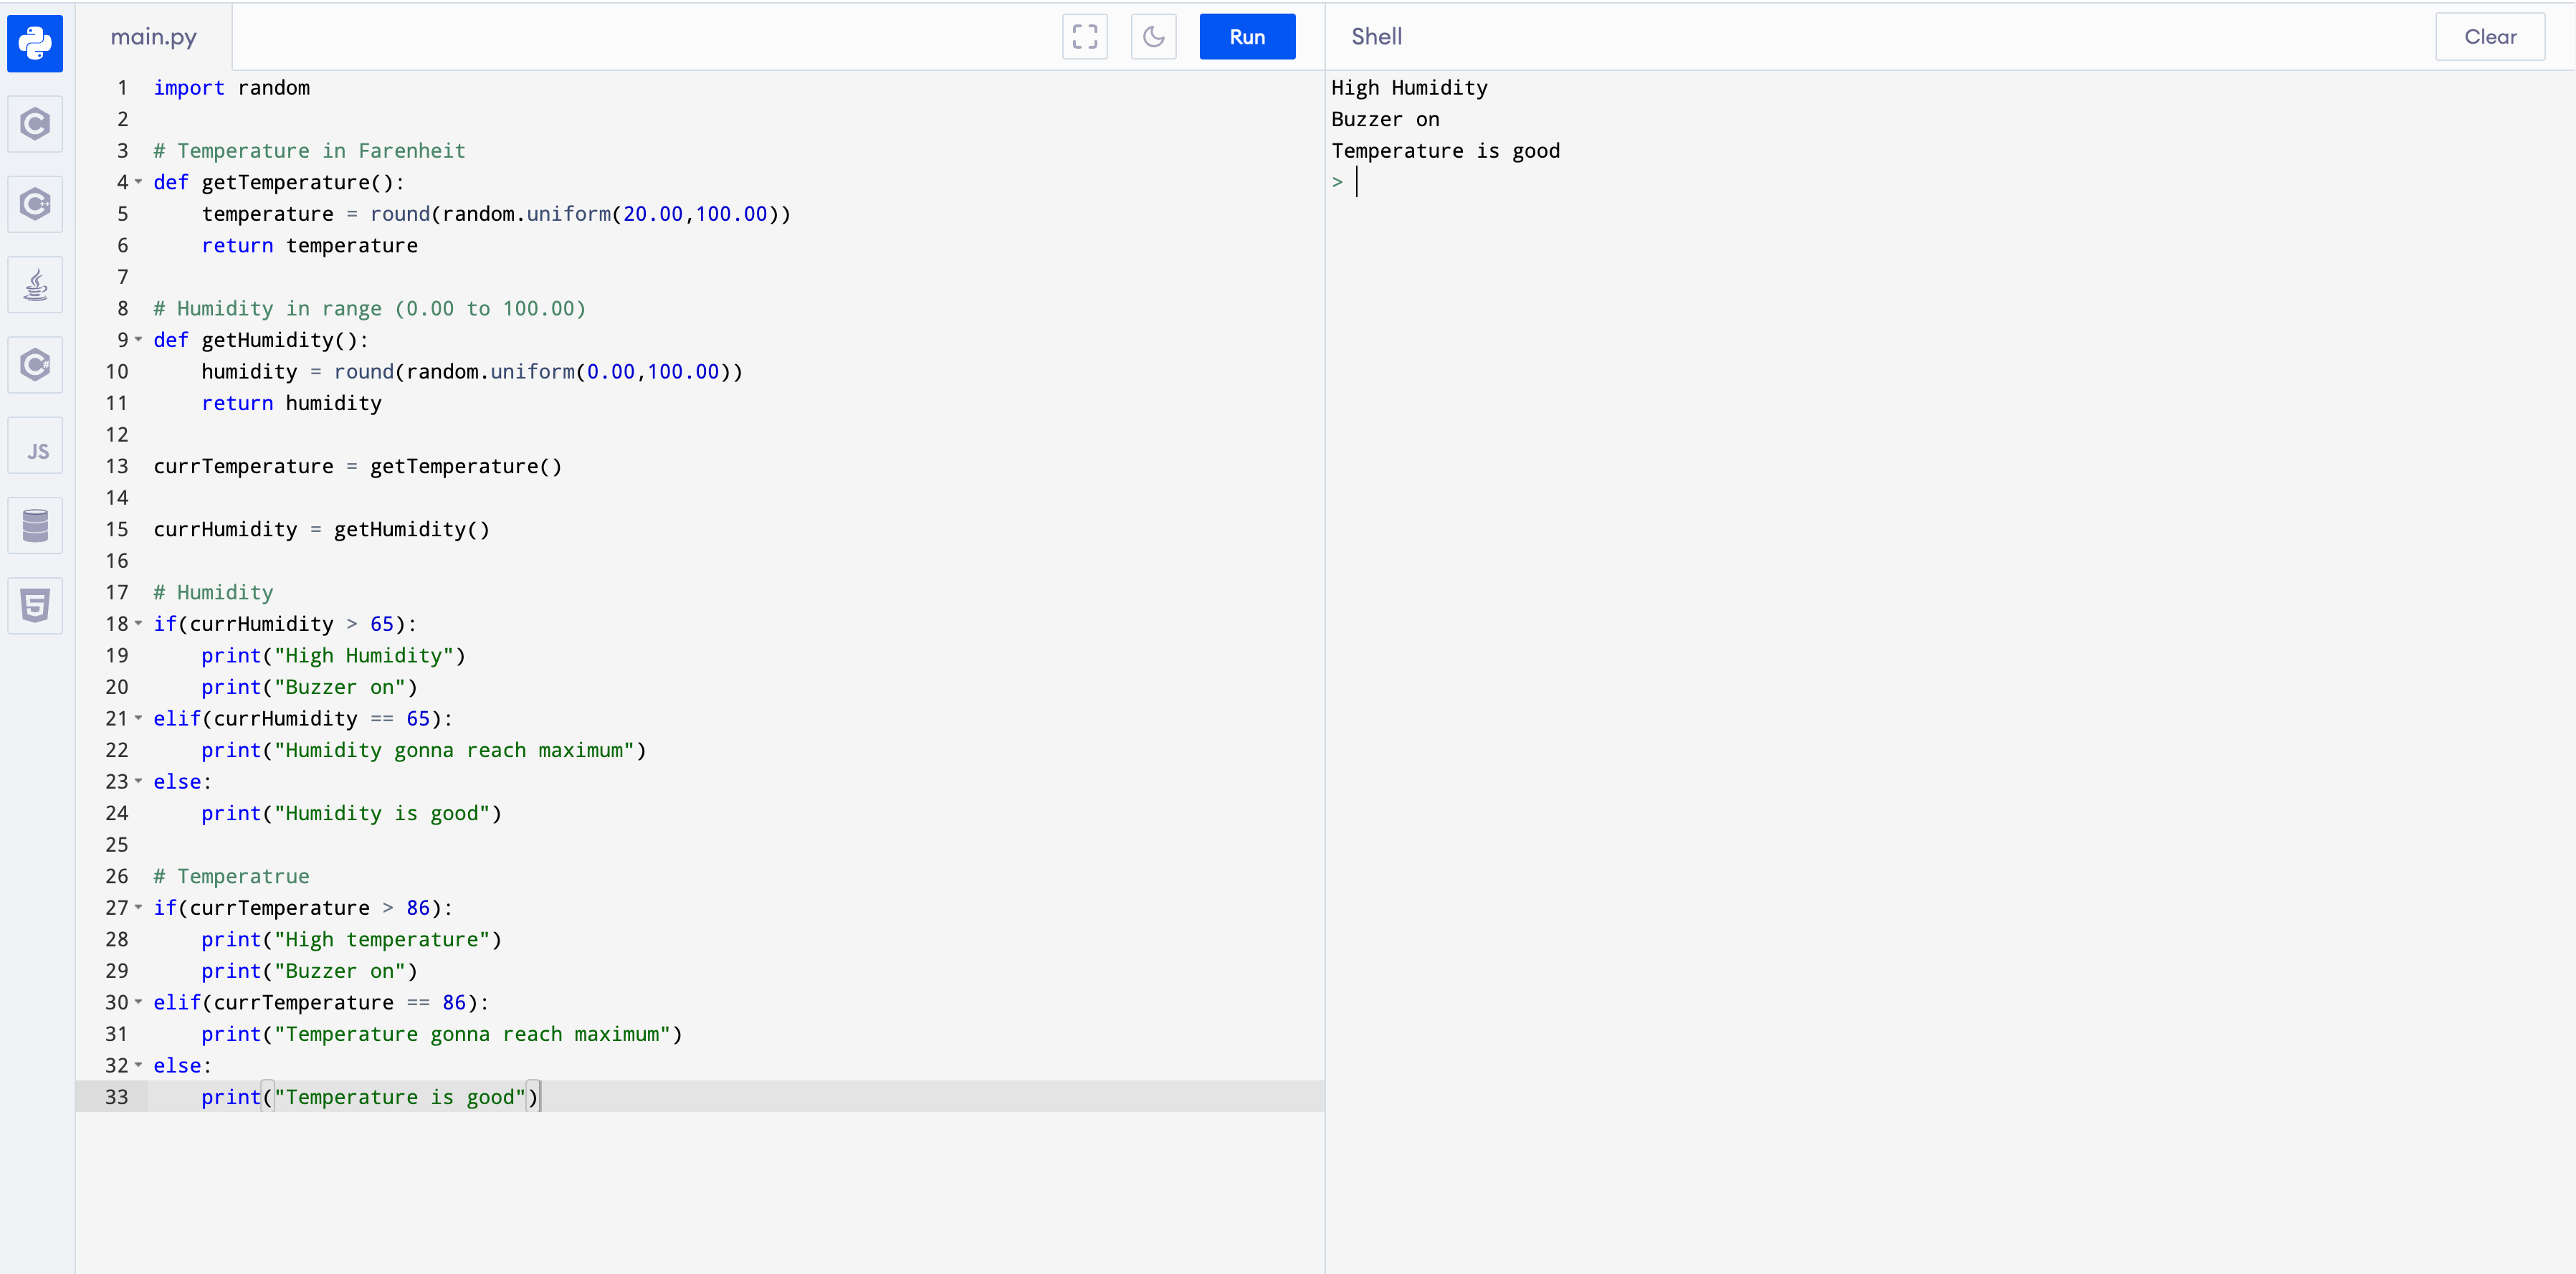 main.py
Run
Shell
Clear
1 import random
2
3 # Temperature in Farenheit
4 def getTemperature():
5     temperature = round(random.uniform(20.00,100.00))
6     return temperature
7
8 # Humidity in range (0.00 to 100.00)
9 def getHumidity():
10     humidity = round(random.uniform(0.00,100.00))
11     return humidity
12
13 currTemperature = getTemperature()
14
15 currHumidity = getHumidity()
16
17 # Humidity
18 if(currHumidity > 65):
19     print("High Humidity")
20     print("Buzzer on")
21 elif(currHumidity == 65):
22     print("Humidity gonna reach maximum")
23 else:
24     print("Humidity is good")
25
26 # Temperatrue
27 if(currTemperature > 86):
28     print("High temperature")
29     print("Buzzer on")
30 elif(currTemperature == 86):
31     print("Temperature gonna reach maximum")
32 else:
33     print("Temperature is good")
High Humidity
Buzzer on
Temperature is good
>
C
C+
C#
JS
5